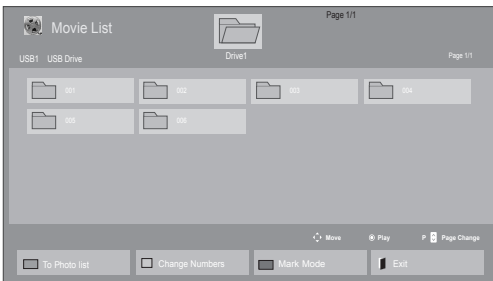 Movie List
Page 1/1
USB1 USB Drive
Drive1
Page 1/1
001 002 003 004
005 006
Move Play P Page Change
To Photo list Change Numbers Mark Mode Exit